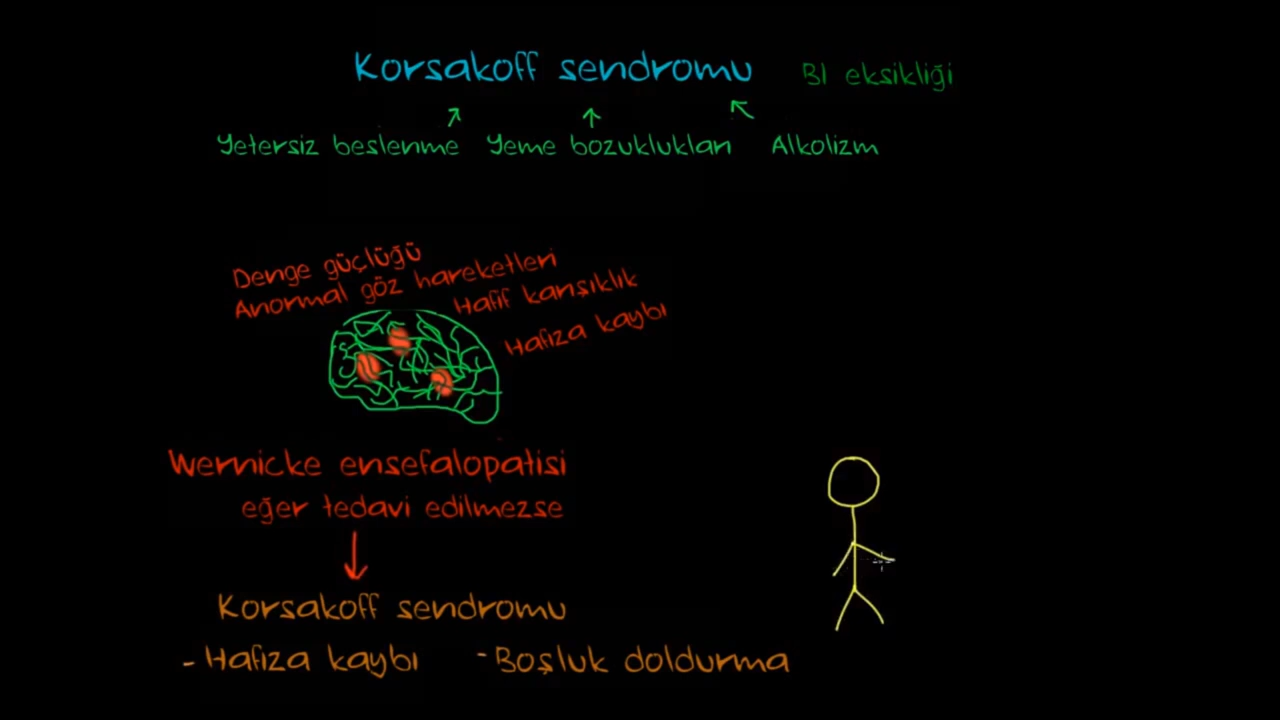 Korsakoff sendromu B1 eksikliği
Yetersiz beslenme Yeme bozuklukları Alkolizm
Denge güçlüğü
Anormal göz hareketleri
Hafif karışıklık
Hafıza kaybı
Wernicke ensefalopatisi
eğer tedavi edilmezse
Korsakoff sendromu
- Hafıza kaybı - Boşluk doldurma